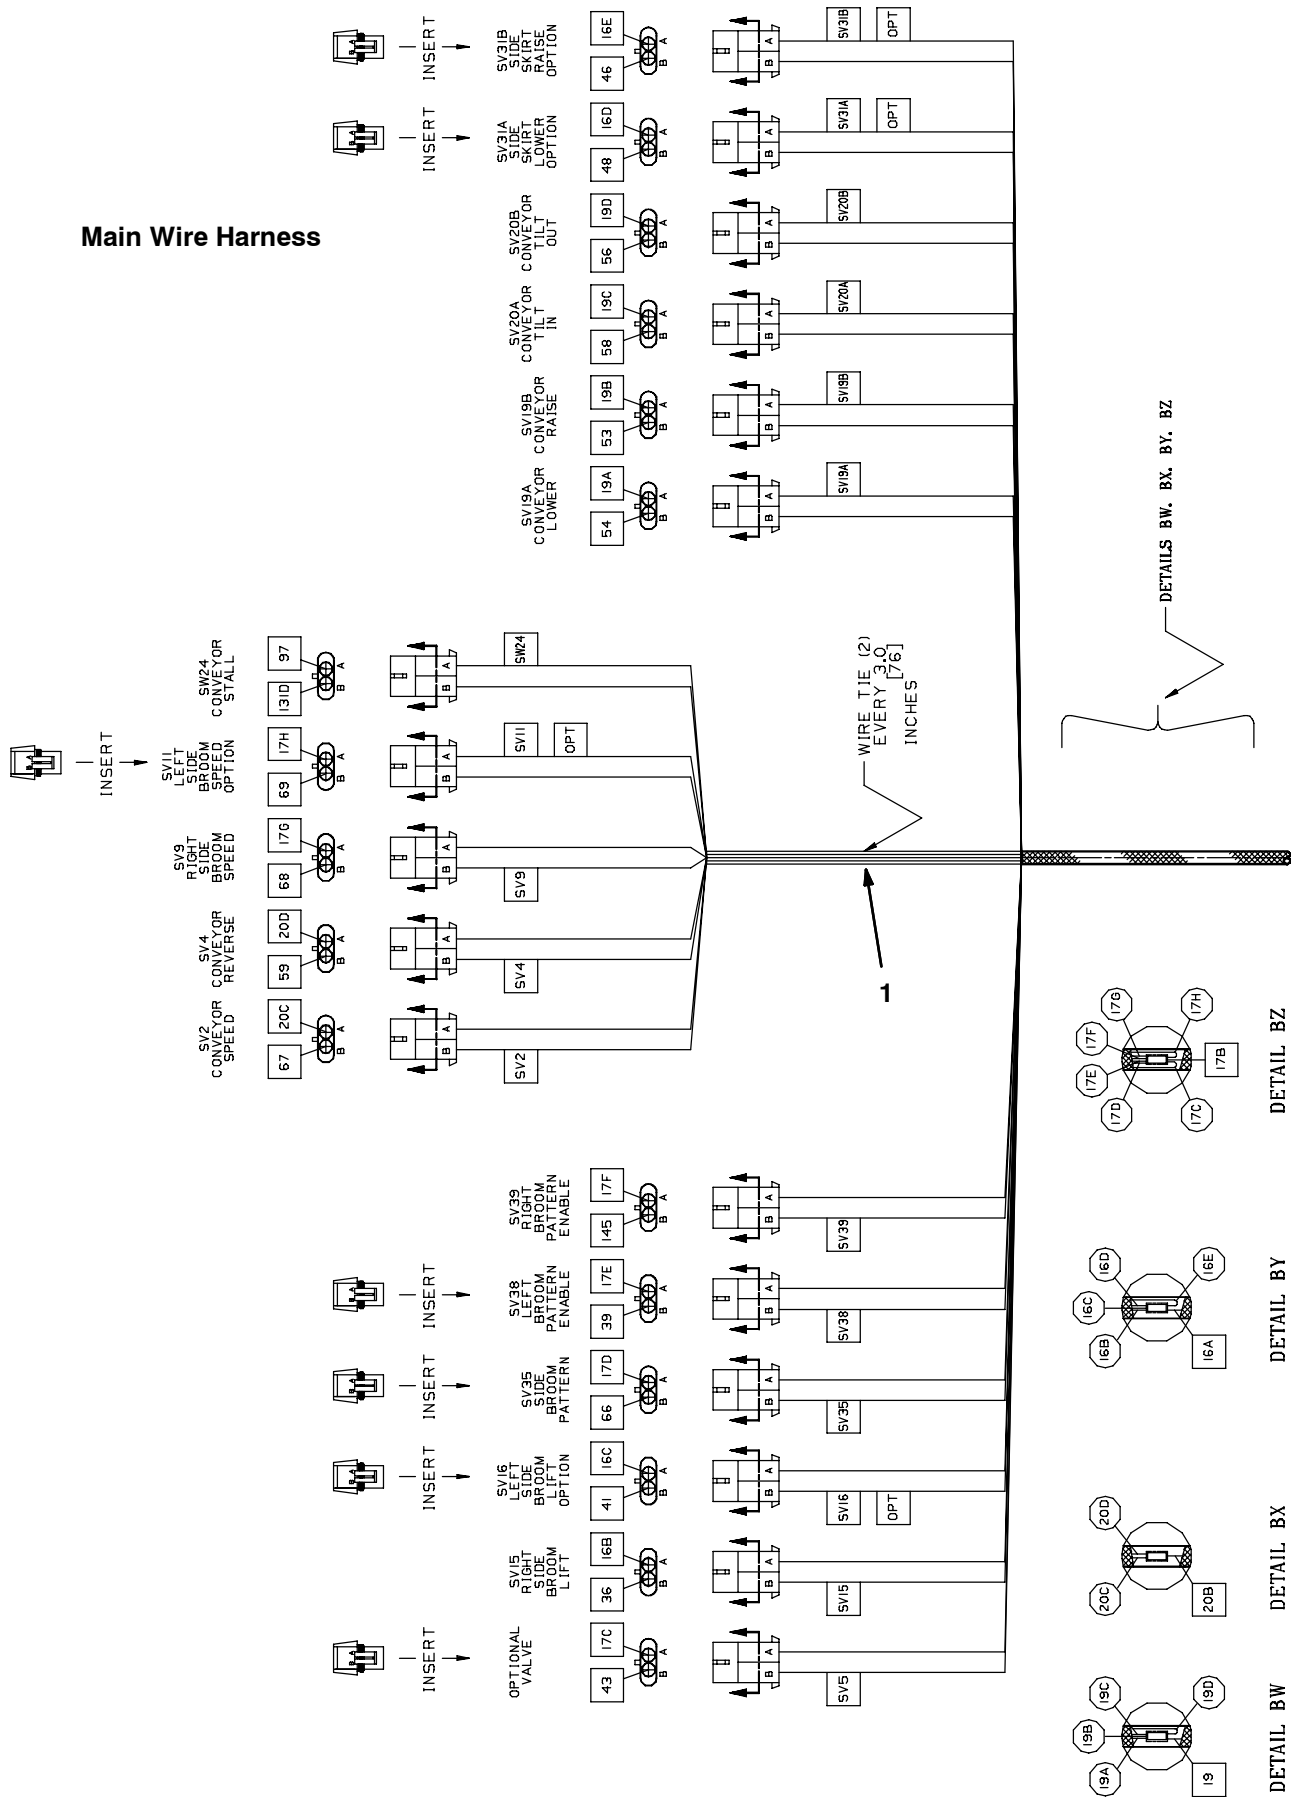 Main Wire Harness
INSERT
SV31B
SIDE
SKIRT
RAISE
OPTION
46
16E
B
A
B
A
SV31B
OPT
INSERT
SV31A
SIDE
SKIRT
LOWER
OPTION
48
16D
B
A
B
A
SV31A
OPT
SV20B
CONVEYOR
TILT
OUT
56
19D
B
A
B
A
SV20B
SV20A
CONVEYOR
TILT
IN
58
19C
B
A
B
A
SV20A
SV19B
CONVEYOR
RAISE
53
19B
B
A
B
A
SV19B
SV19A
CONVEYOR
LOWER
54
19A
B
A
B
A
SV19A
SW24
CONVEYOR
STALL
131D
97
B
A
B
A
SW24
INSERT
SV11
LEFT
SIDE
BROOM
SPEED
OPTION
69
17H
B
A
B
A
SV11
OPT
SV9
RIGHT
SIDE
BROOM
SPEED
68
17G
B
A
B
A
SV9
SV4
CONVEYOR
REVERSE
59
20D
B
A
B
A
SV4
SV2
CONVEYOR
SPEED
67
20C
B
A
B
A
SV2
WIRE TIE (2)
EVERY 3.0
[76]
INCHES
1
DETAILS BW. BX. BY. BZ
SV39
RIGHT
BROOM
PATTERN
ENABLE
145
17F
B
A
B
A
SV39
INSERT
SV38
LEFT
BROOM
PATTERN
ENABLE
39
17E
B
A
B
A
SV38
INSERT
SV35
SIDE
BROOM
PATTERN
66
17D
B
A
B
A
SV35
INSERT
SV16
LEFT
SIDE
BROOM
LIFT
OPTION
41
16C
B
A
B
A
SV16
OPT
SV15
RIGHT
SIDE
BROOM
LIFT
36
16B
B
A
B
A
SV15
INSERT
OPTIONAL
VALVE
43
17C
B
A
B
A
SV5
19A
19B
19C
19D
19
DETAIL BW
20C
20D
20B
DETAIL BX
16B
16C
16D
16E
16A
DETAIL BY
17D
17E
17F
17G
17C
17B
17H
DETAIL BZ